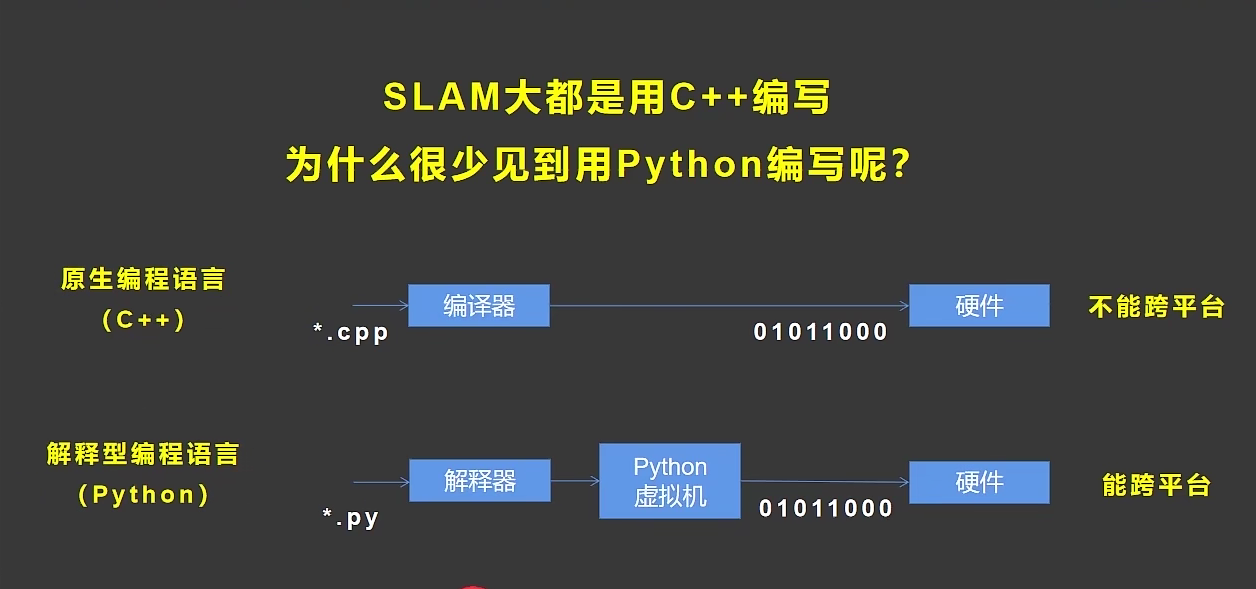 SLAM大都是用C++编写
为什么很少见到用Python编写呢？
原生编程语言
（C++）
*.cpp
编译器
01011000
硬件
不能跨平台
解释型编程语言
（Python）
*.py
解释器
Python
虚拟机
01011000
硬件
能跨平台